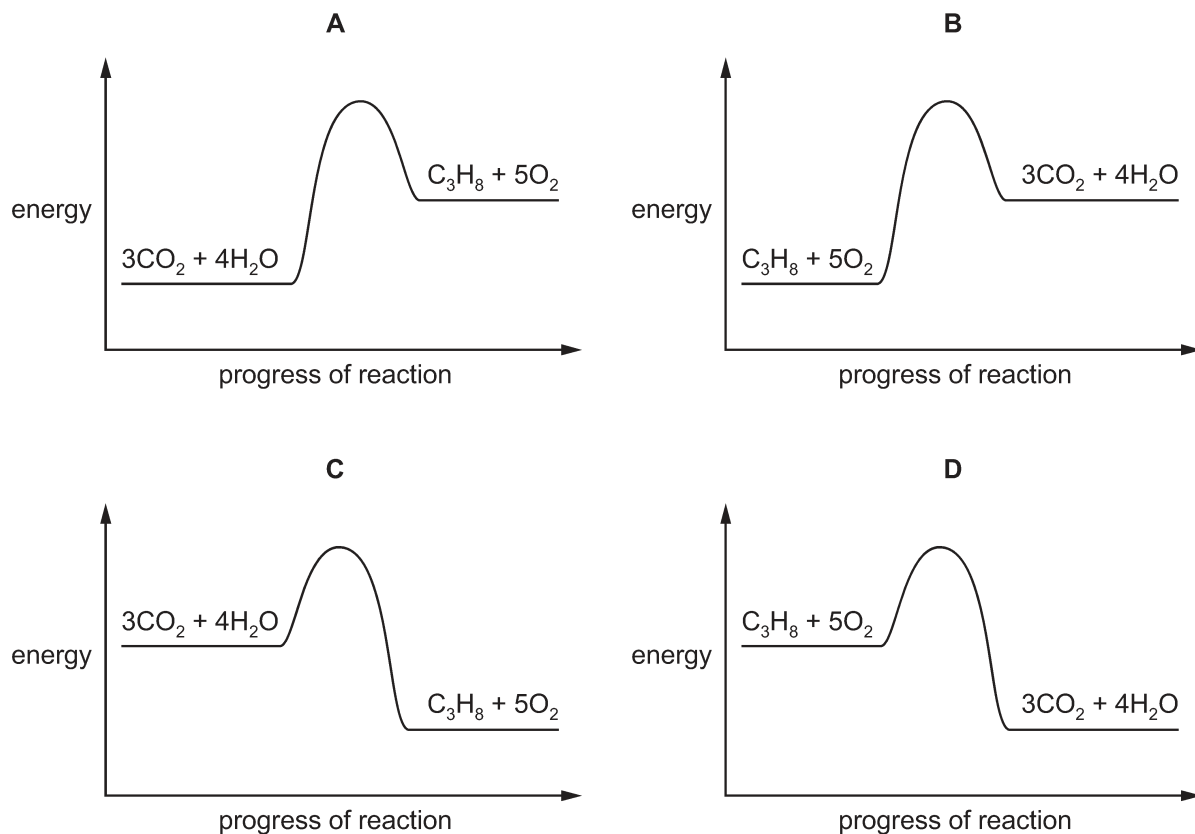 A
energy
3CO₂ + 4H₂O
C₃H₈ + 5O₂
progress of reaction
B
energy
C₃H₈ + 5O₂
3CO₂ + 4H₂O
progress of reaction
C
energy
3CO₂ + 4H₂O
C₃H₈ + 5O₂
progress of reaction
D
energy
C₃H₈ + 5O₂
3CO₂ + 4H₂O
progress of reaction